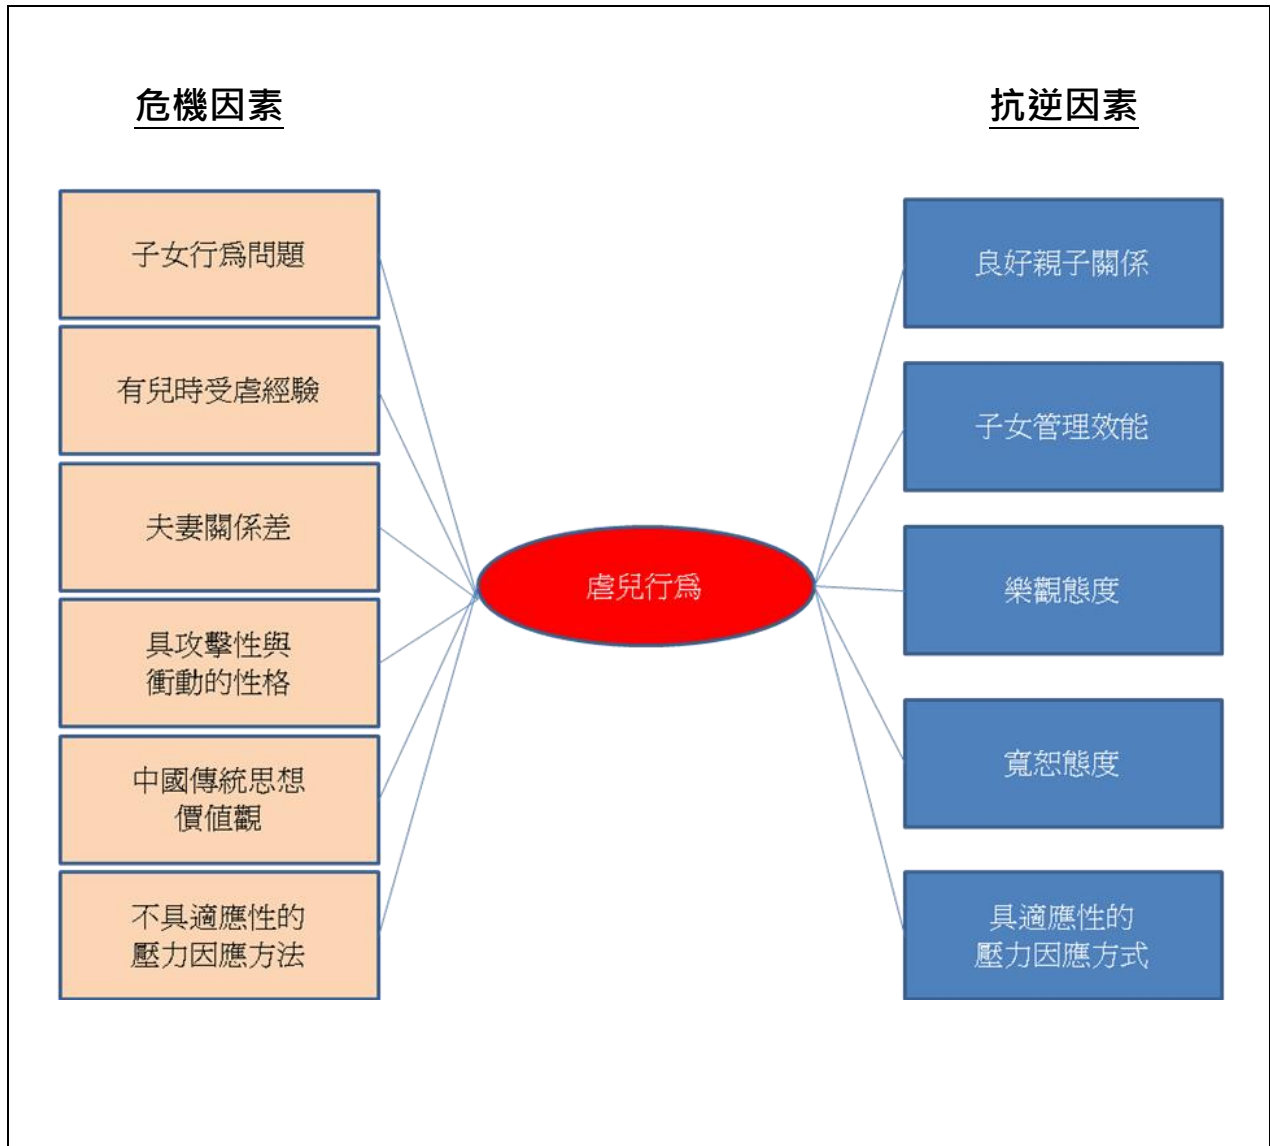 危機因素
子女行爲問題
有兒時受虐經驗
夫妻關係差
具攻擊性與
衝動的性格
中國傳統思想
價值觀
不具適應性的
壓力因應方法
虐兒行爲
抗逆因素
良好親子關係
子女管理效能
樂觀態度
寬恕態度
具適應性的
壓力因應方式